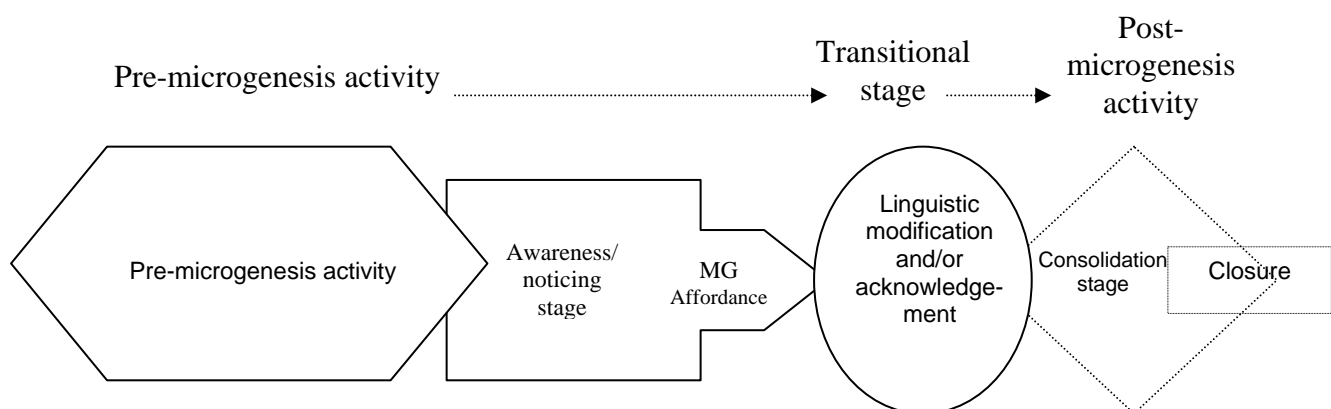 Pre-microgenesis activity
Transitional
stage
Post-
microgenesis
activity
Pre-microgenesis activity
Awareness/
noticing
stage
MG
Affordance
Linguistic
modification
and/or
acknowledge-
ment
Consolidation
stage
Closure